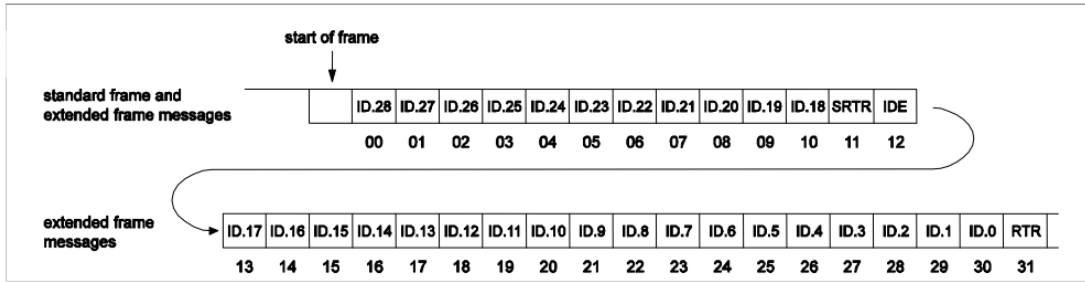 start of frame
standard frame and
extended frame messages
ID.28 ID.27 ID.26 ID.25 ID.24 ID.23 ID.22 ID.21 ID.20 ID.19 ID.18 SRTR IDE
00 01 02 03 04 05 06 07 08 09 10 11 12
extended frame
messages
ID.17 ID.16 ID.15 ID.14 ID.13 ID.12 ID.11 ID.10 ID.9 ID.8 ID.7 ID.6 ID.5 ID.4 ID.3 ID.2 ID.1 ID.0 RTR
13 14 15 16 17 18 19 20 21 22 23 24 25 26 27 28 29 30 31